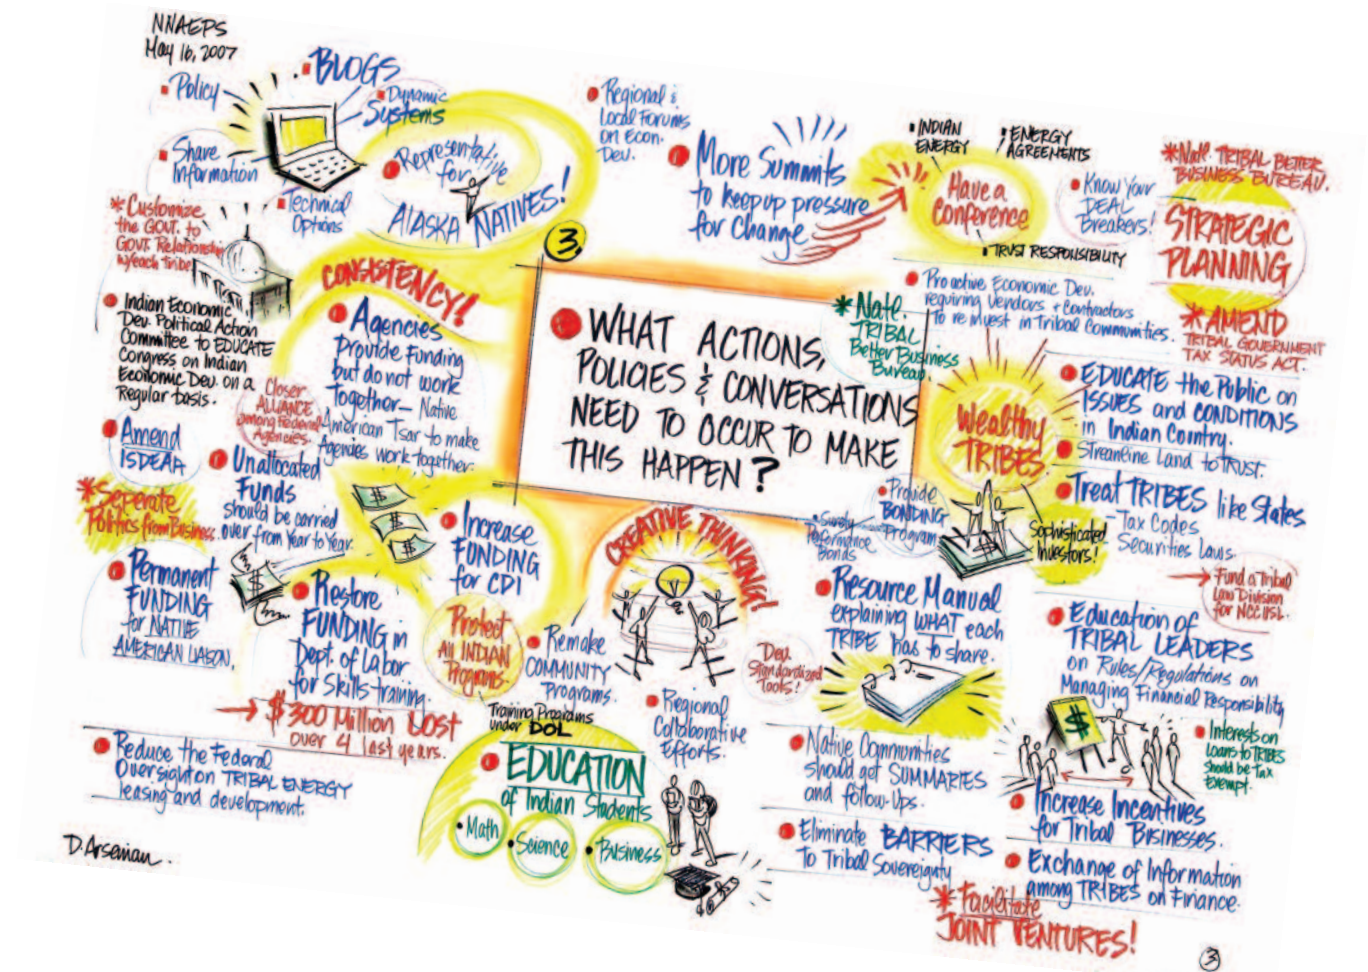 NNAEPS
May 16, 2007
BLOGS
Policy
Dynamic
Systems
Share
Information
Technical
Options
Representative
for
ALASKA NATIVES!
Regional &
Local Forums
on Econ.
Dev.
More Summits
to keep up pressure
for Change
INDIAN
ENERGY
ENERGY
AGREEMENTS
Have a
Conference
TRUST RESPONSIBILITY
Know Your
DEAL
Breakers!
*Natl. TRIBAL BETTER
BUSINESS BUREAU.
STRATEGIC
PLANNING
*AMEND
TRIBAL GOVERNMENT
TAX STATUS ACT.
*Customize
the GOVT. to
GOVT. Relationship
w/each tribe
Indian Economic
Dev. Political Action
Committee to EDUCATE
Congress on Indian
Economic Dev. on a
Regular basis.
CONSISTENCY!
Agencies
provide Funding
but do not work
Together— Native
American Tsar to make
Agencies work together.
Closer
ALLIANCE
among Federal
Agencies.
3.
WHAT ACTIONS,
POLICIES & CONVERSATIONS
NEED TO OCCUR TO MAKE
THIS HAPPEN?
*Natl.
TRIBAL
Better Business
Bureau.
Proactive Economic Dev.
requiring Vendors + Contractors
To reinvest in Tribal Communities.
Wealthy
TRIBES
Sophisticated
Investors!
EDUCATE the Public on
ISSUES and CONDITIONS
in Indian Contry.
Streamline Land to TRUST.
Treat TRIBES like States
-Tax Codes
Securities Laws.
→ Fund a Tribal
Law Division
for NCCUSL.
Amend
ISDEAA
*Seperate
Politics from Business.
Unallocated
Funds
should be carried
over from Year to Year.
Permanent
FUNDING
for NATIVE
AMERICAN LIASON.
Restore
FUNDING in
Dept. of Labor
for Skills training.
→ $300 Million LOST
over 4 last years.
Increase
FUNDING
for CDI
Protect
All INDIAN
Programs.
CREATIVE THINKING!
Remake
COMMUNITY
Programs.
Regional
Collaborative
Efforts.
Dev.
Standardized
Tools!
Provide
BONDING
Program
Surety
Performance
Bonds
Resource Manual
explaining WHAT each
TRIBE has to share.
Education of
TRIBAL LEADERS
on Rules/Regulations on
Managing Financial Responsibility
Interests on
Loans to TRIBES
should be tax
exempt.
Reduce the Federal
Oversight on TRIBAL ENERGY
leasing and development.
Training Programs
under DOL
EDUCATION
of Indian Students
Math
Science
Business
Native Communities
should get SUMMARIES
and follow-Ups.
Eliminate BARRIERS
To Tribal Sovereignty
Increase Incentives
for Tribal Businesses.
Exchange of Information
among TRIBES on Finance.
*Facilitate
JOINT VENTURES!
D. Arsenian.
3